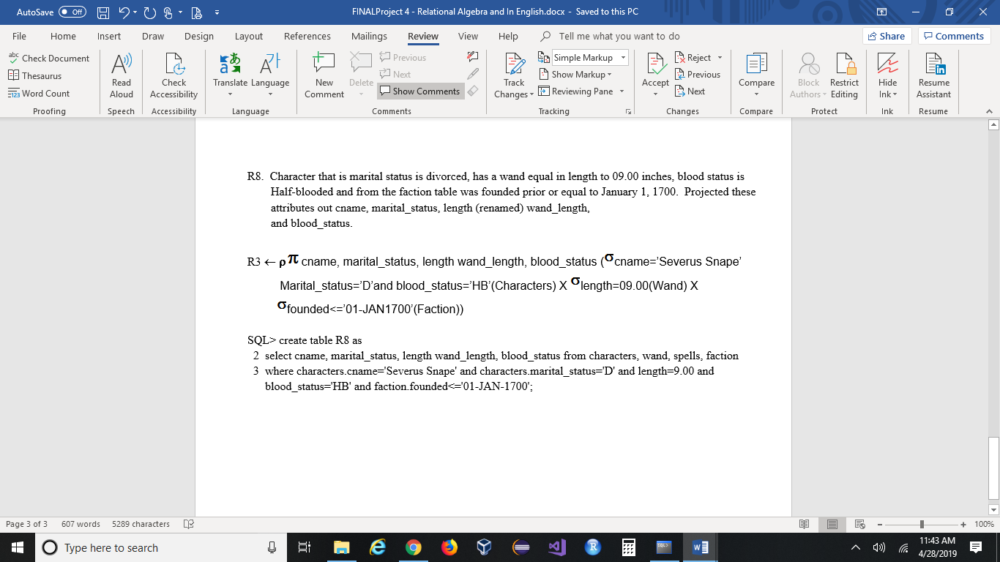 AutoSave Off
FINALProject 4 - Relational Algebra and In English.docx - Saved to this PC
File Home Insert Draw Design Layout References Mailings Review View Help Tell me what you want to do Share Comments
abc Check Document
Thesaurus
123 Word Count
Proofing
Read Aloud
Speech
Check Accessibility
Accessibility
Translate Language
Language
New Comment
Delete
Previous
Next
Show Comments
Comments
Track Changes
Simple Markup
Show Markup
Reviewing Pane
Tracking
Accept
Reject
Previous
Next
Changes
Compare
Compare
Block Authors
Restrict Editing
Protect
Hide Ink
Ink
Resume Assistant
Resume
R8. Character that is marital status is divorced, has a wand equal in length to 09.00 inches, blood status is
Half-blooded and from the faction table was founded prior or equal to January 1, 1700. Projected these
attributes out cname, marital_status, length (renamed) wand_length,
and blood_status.
R3 ← ρ π cname, marital_status, length wand_length, blood_status (σcname=’Severus Snape’
Marital_status=’D’and blood_status=’HB’(Characters) X σlength=09.00(Wand) X
σfounded<=’01-JAN1700’(Faction))
SQL> create table R8 as
2 select cname, marital_status, length wand_length, blood_status from characters, wand, spells, faction
3 where characters.cname='Severus Snape' and characters.marital_status='D' and length=9.00 and
blood_status='HB' and faction.founded<='01-JAN-1700';
Page 3 of 3 607 words 5289 characters 100%
Type here to search
11:43 AM
4/28/2019